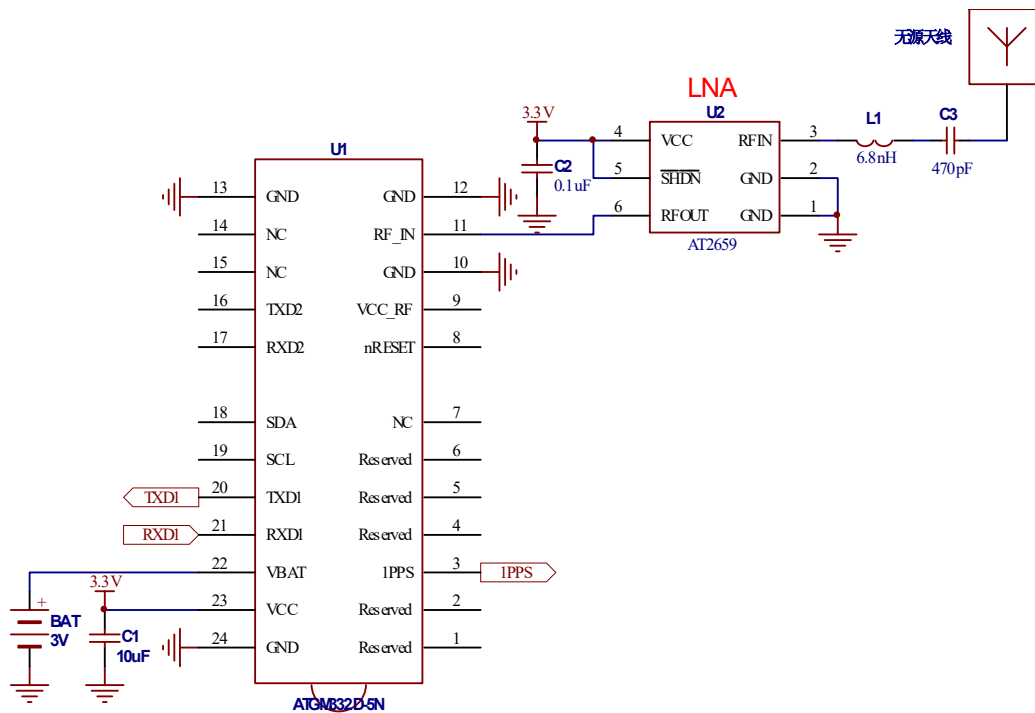 无源天线
LNA
U2
L1
C3
3.3V
4
VCC
RFIN
3
6.8nH
470pF
C2
0.1uF
5
SHDN
GND
2
6
RFOUT
GND
1
AT2659
U1
13
GND
GND
12
14
NC
RF_IN
11
15
NC
GND
10
16
TXD2
VCC_RF
9
17
RXD2
nRESET
8
18
SDA
NC
7
19
SCL
Reserved
6
TXD1
20
TXD1
Reserved
5
RXD1
21
RXD1
Reserved
4
22
VBAT
1PPS
3
1PPS
3.3V
23
VCC
Reserved
2
+
BAT
3V
C1
10uF
24
GND
Reserved
1
ATGM332D-5N